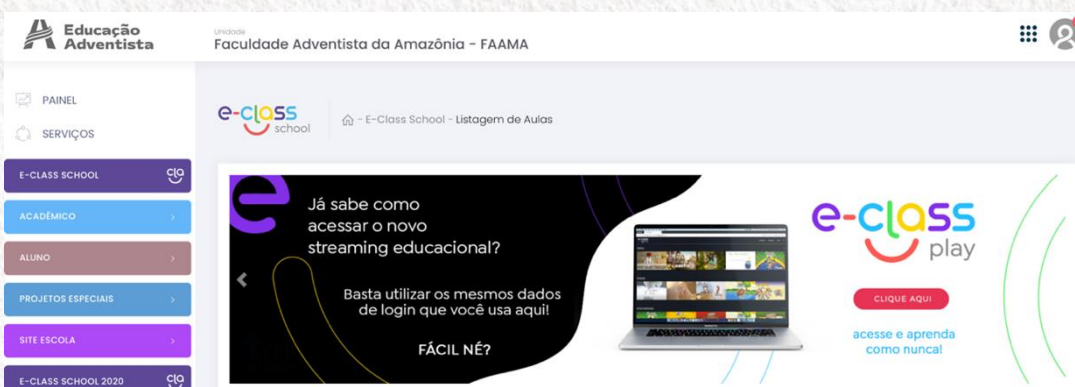 Educação
Adventista
Unidade
Faculdade Adventista da Amazônia - FAAMA
PAINEL
SERVIÇOS
E-CLASS SCHOOL
cla
ACADÊMICO
ALUNO
PROJETOS ESPECIAIS
SITE ESCOLA
E-CLASS SCHOOL 2020
cla
e-class
school
- E-Class School - Listagem de Aulas
e
Já sabe como
acessar o novo
streaming educacional?
Basta utilizar os mesmos dados
de login que você usa aqui!
FÁCIL NÉ?
e-class
play
CLIQUE AQUI
acesse e aprenda
como nunca!